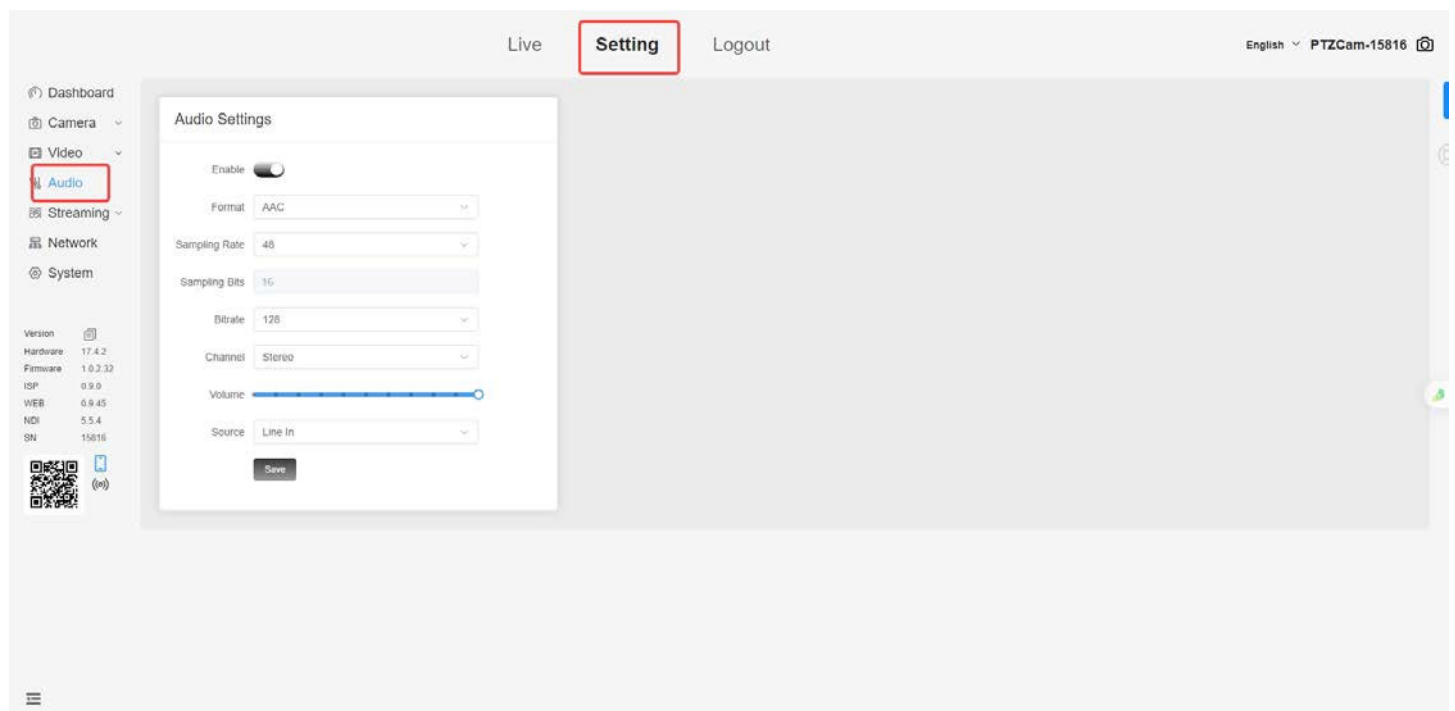 Live Setting Logout
English PTZCam-15816
Dashboard
Camera
Video
Audio
Streaming
Network
System
Version
Hardware 17.4.2
Firmware 1.0.2.32
ISP 0.9.0
WEB 0.9.45
NDI 5.5.4
SN 15816
Audio Settings
Enable
Format AAC
Sampling Rate 48
Sampling Bits 16
Bitrate 128
Channel Stereo
Volume
Source Line In
Save